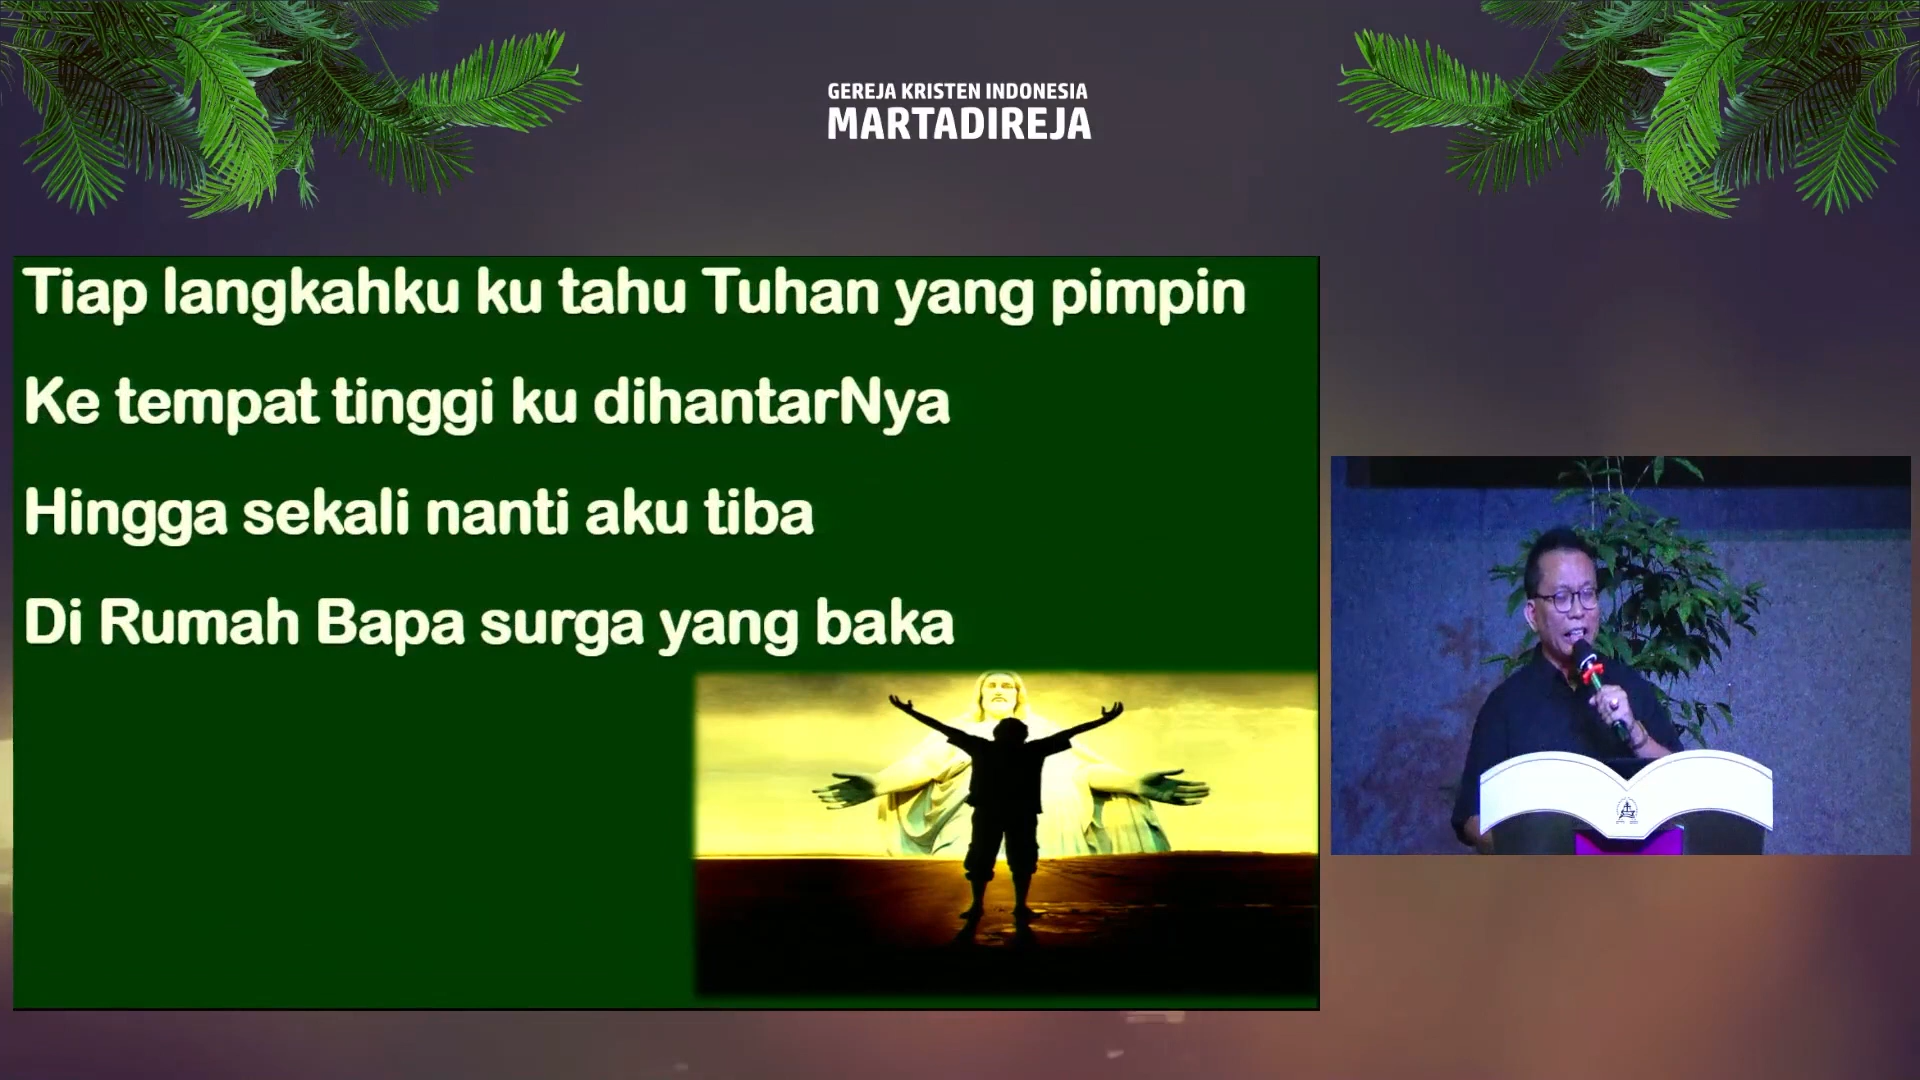 GEREJA KRISTEN INDONESIA
MARTADIREJA
Tiap langkahku ku tahu Tuhan yang pimpin
Ke tempat tinggi ku dihantarNya
Hingga sekali nanti aku tiba
Di Rumah Bapa surga yang baka